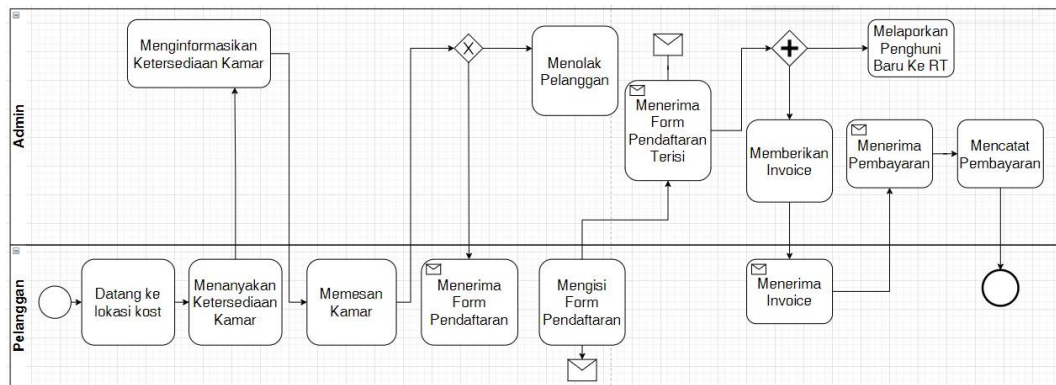 Admin
Menginformasikan
Ketersediaan Kamar
X
Menolak
Pelanggan
Menerima
Form
Pendaftaran
Terisi
Melaporkan
Penghuni
Baru Ke RT
Memberikan
Invoice
Menerima
Pembayaran
Mencatat
Pembayaran
Pelanggan
Datang ke
lokasi kost
Menanyakan
Ketersediaan
Kamar
Memesan
Kamar
Menerima
Form
Pendaftaran
Mengisi
Form
Pendaftaran
Menerima
Invoice